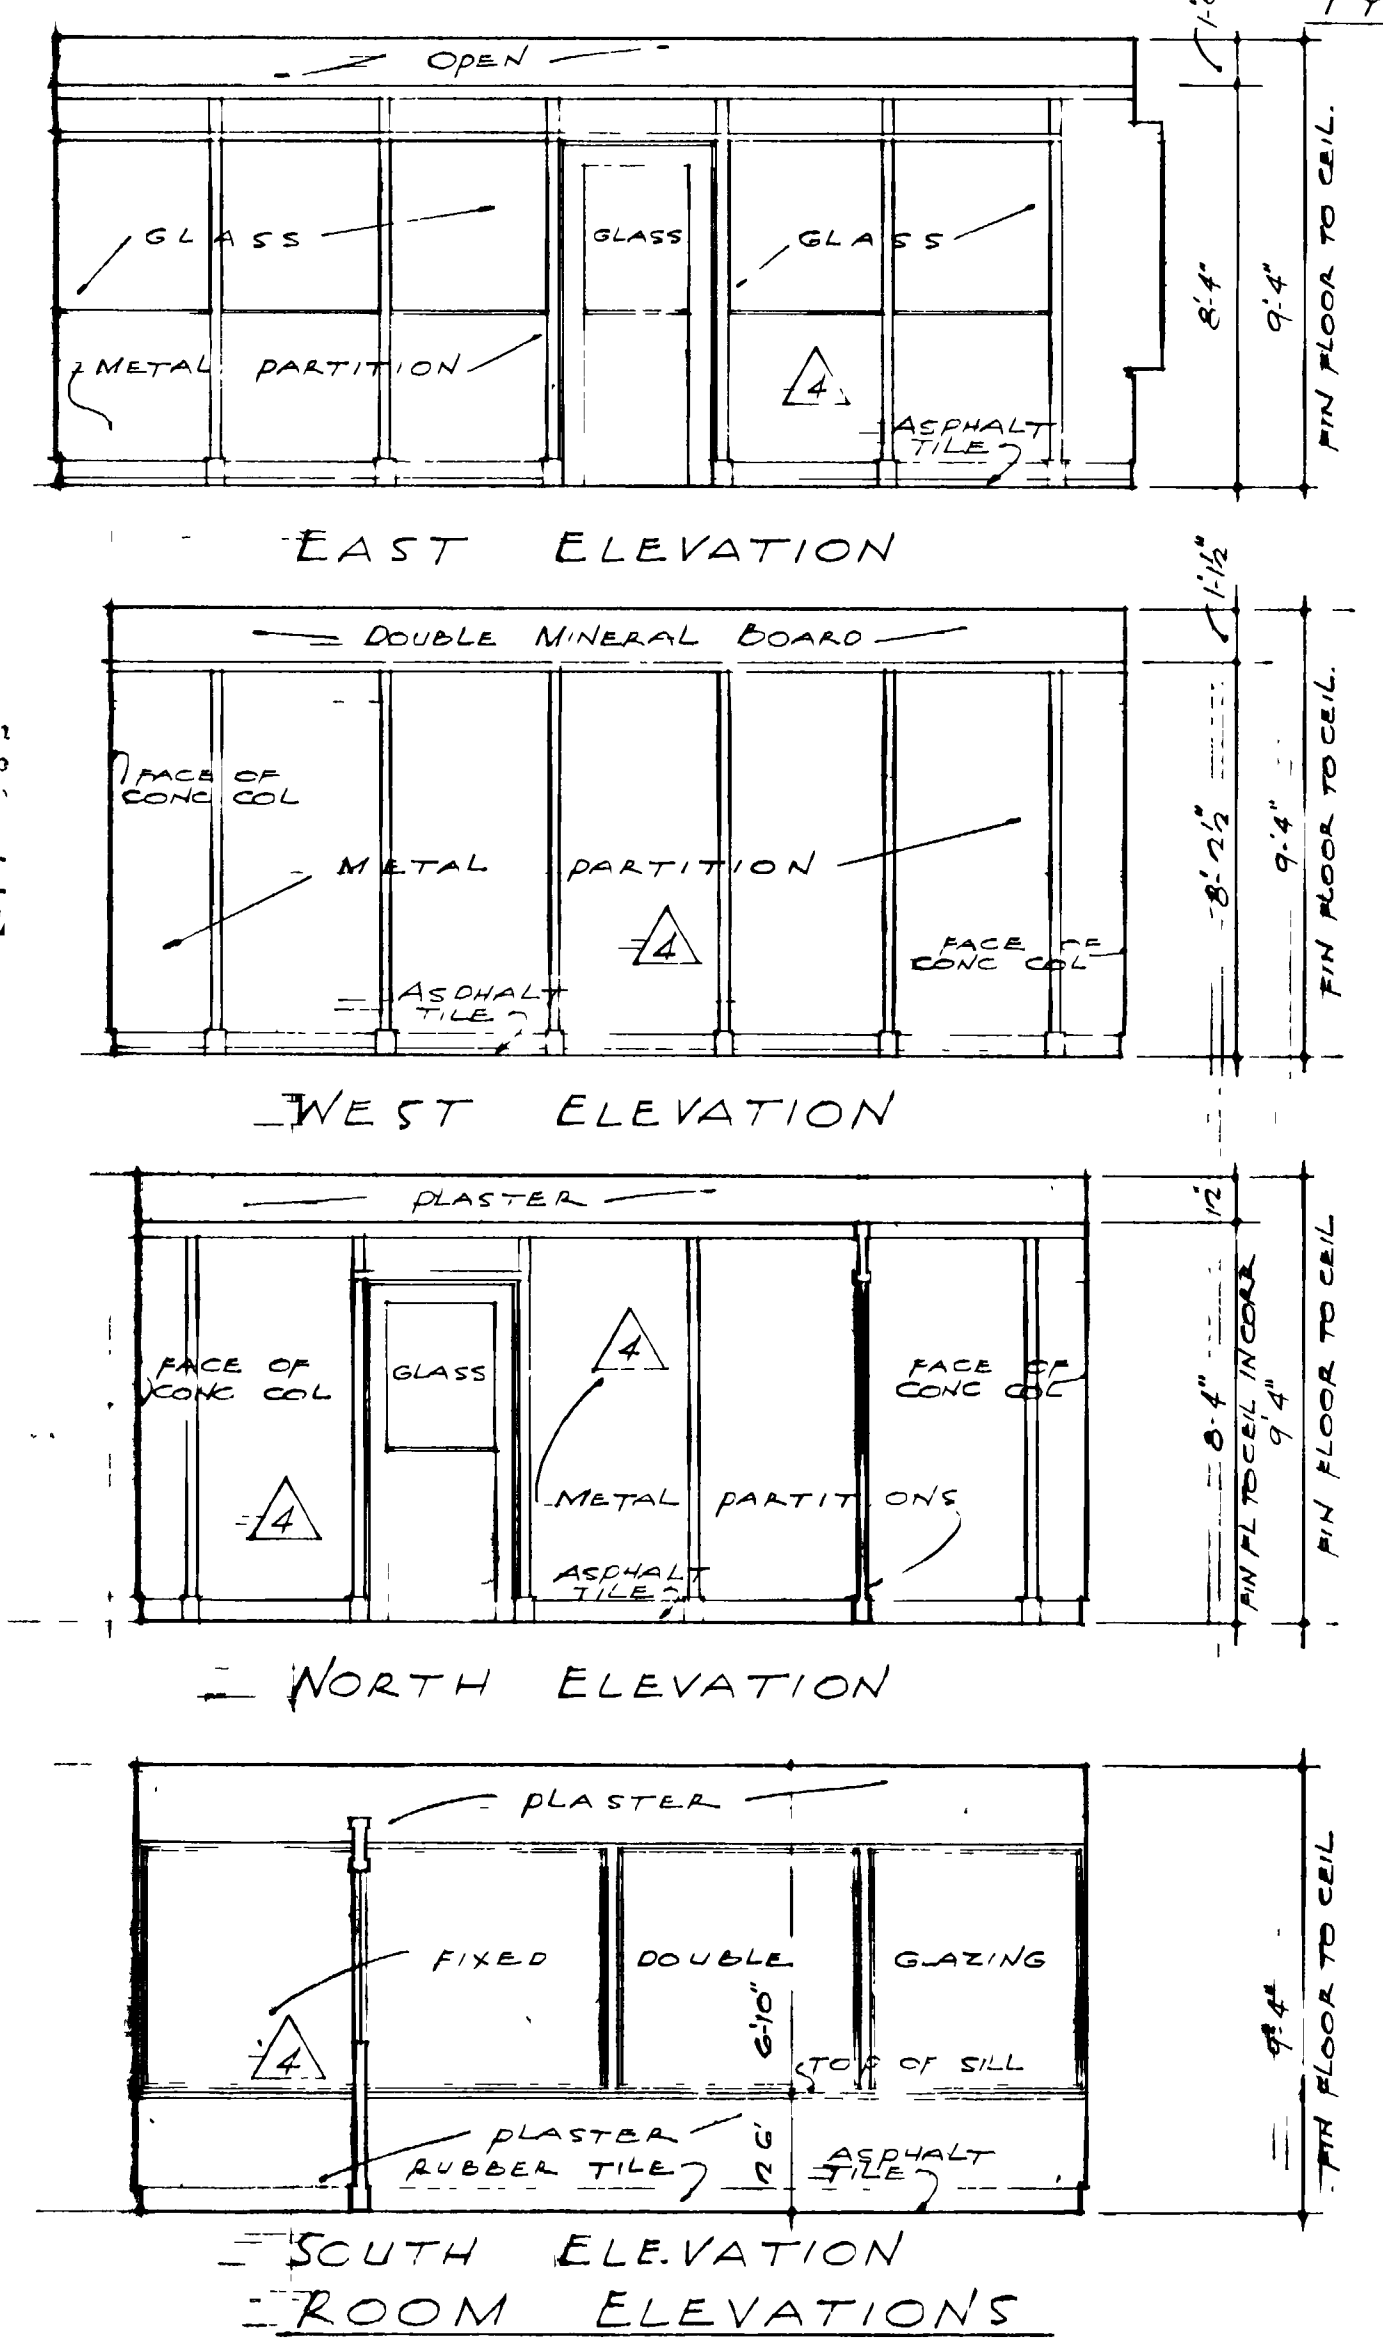 OPEN
GLASS
GLASS
GLASS
METAL PARTITION
4
ASPHALT
TILE
8'-4"
9'-4"
FIN FLOOR TO CEIL.
EAST ELEVATION
1'-1½"
DOUBLE MINERAL BOARD
FACE OF
CONC COL
METAL PARTITION
4
FACE OF
CONC COL
ASPHALT
TILE
8'-2½"
9'-4"
FIN FLOOR TO CEIL.
WEST ELEVATION
PLASTER
12"
FACE OF
CONC COL
GLASS
4
FACE OF
CONC COL
4
METAL PARTITIONS
ASPHALT
TILE
8'-4"
FIN FL TO CEIL IN CORR
9'4"
FIN FLOOR TO CEIL
NORTH ELEVATION
PLASTER
FIXED DOUBLE GLAZING
6'-10"
4
TOP OF SILL
PLASTER
RUBBER TILE
2'6"
ASPHALT
TILE
9'-4"
FIN FLOOR TO CEIL
SOUTH ELEVATION
ROOM ELEVATIONS